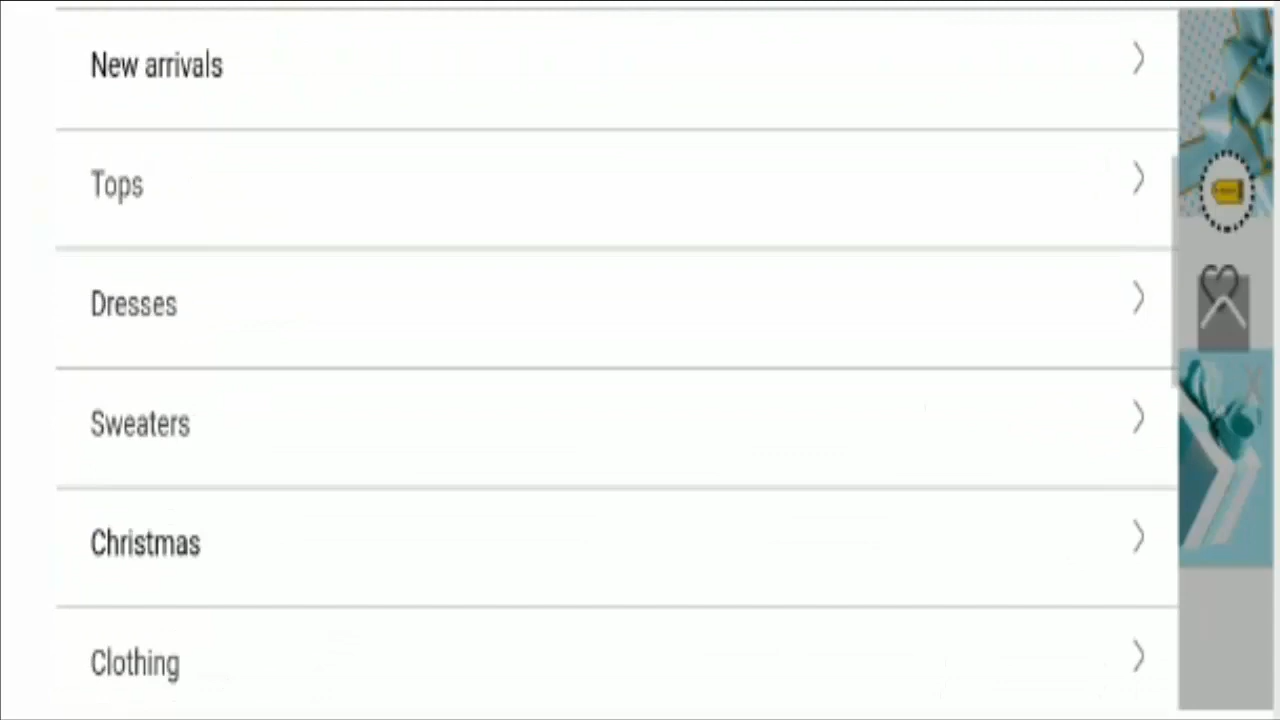 New arrivals
Tops
Dresses
Sweaters
Christmas
Clothing